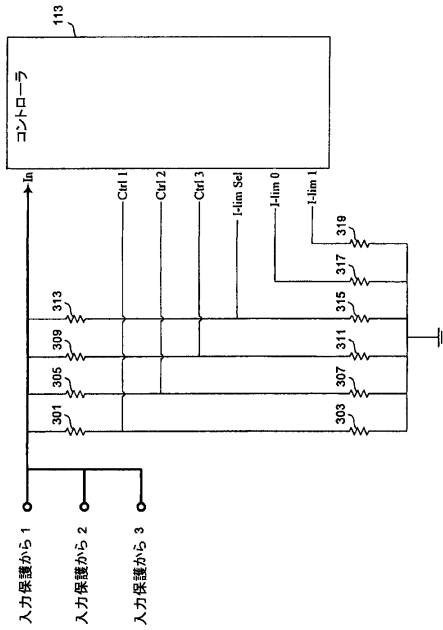 113
コントローラ
In
Ctrl 1
Ctrl 2
Ctrl 3
I-lim Sel
I-lim 0
I-lim 1
313
309
305
301
319
317
315
311
307
303
入力保護から 1
入力保護から 2
入力保護から 3